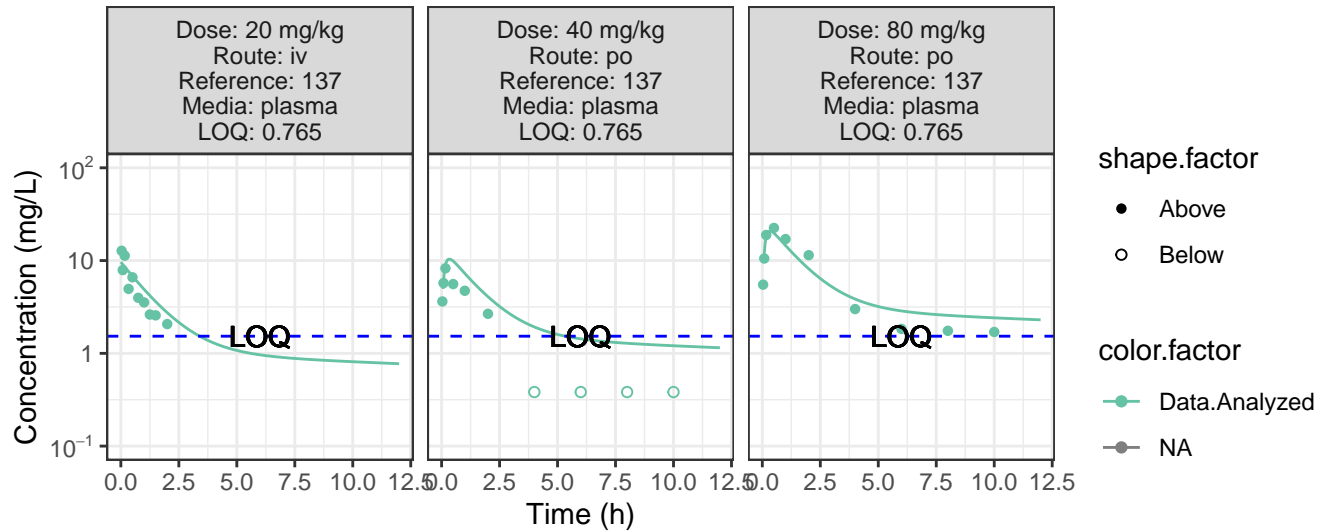 Dose: 20 mg/kg
Route: iv
Reference: 137
Media: plasma
LOQ: 0.765
Dose: 40 mg/kg
Route: po
Reference: 137
Media: plasma
LOQ: 0.765
Dose: 80 mg/kg
Route: po
Reference: 137
Media: plasma
LOQ: 0.765
Concentration (mg/L)
10²
10
1
10⁻¹
LOQ
LOQ
LOQ
0.0 2.5 5.0 7.5 10.0 12.5
0.0 2.5 5.0 7.5 10.0 12.5
0.0 2.5 5.0 7.5 10.0 12.5
Time (h)
shape.factor
Above
Below
color.factor
Data.Analyzed
NA